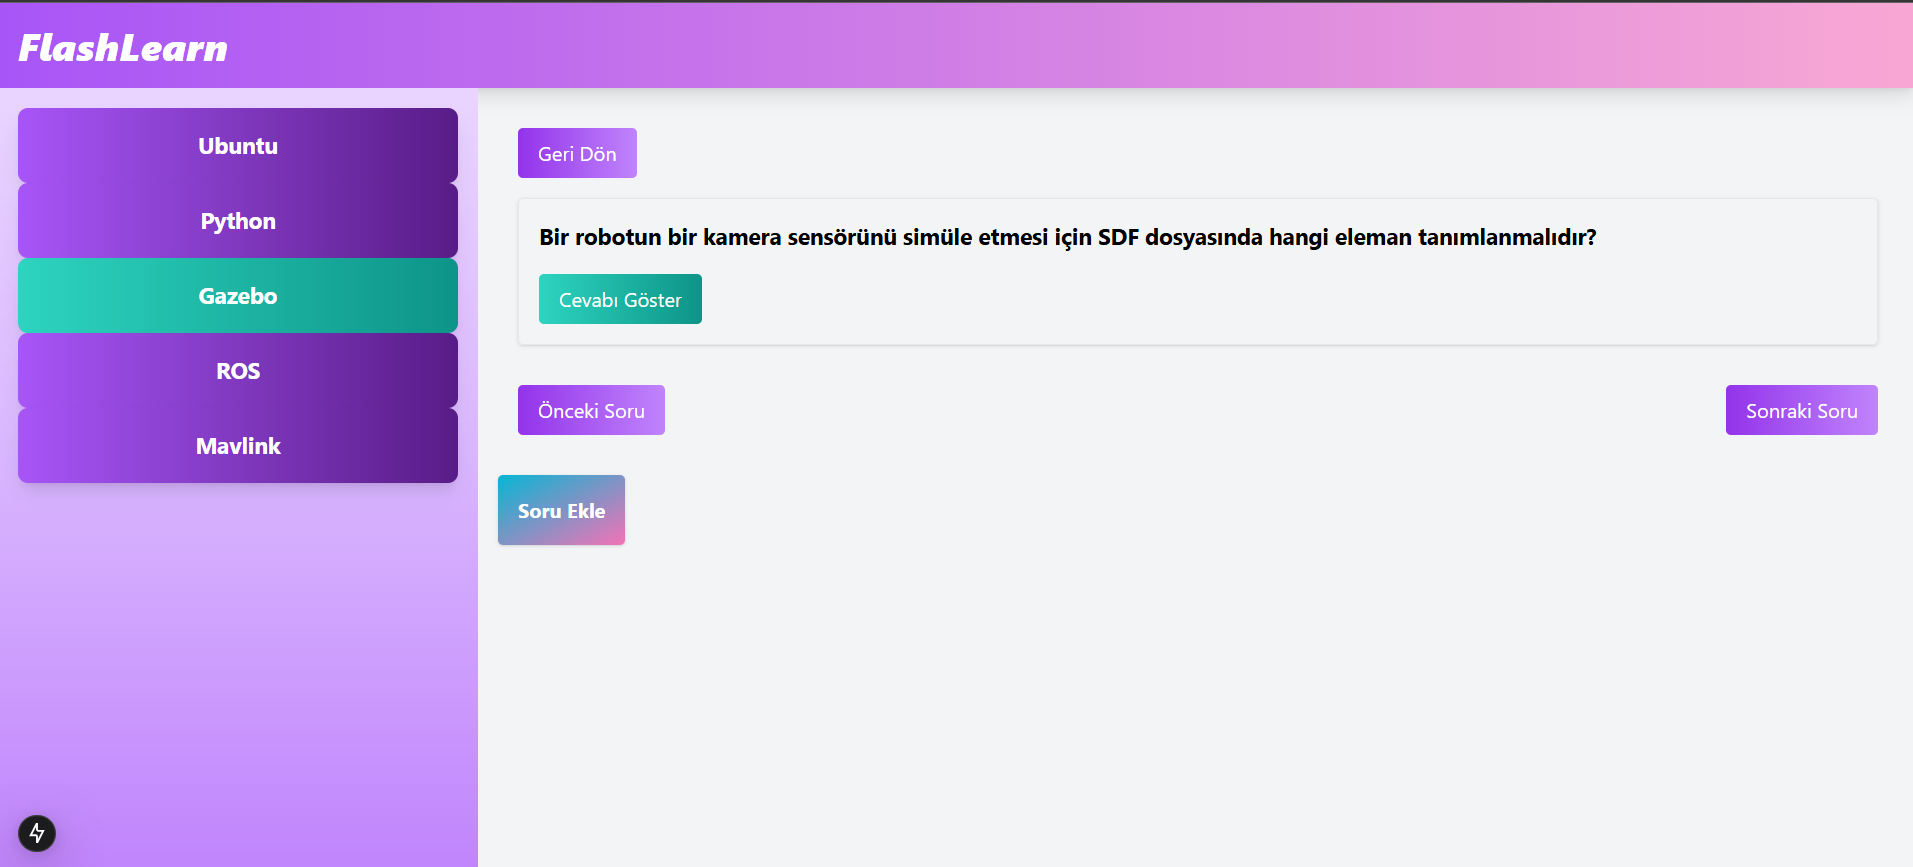 FlashLearn
Ubuntu
Python
Gazebo
ROS
Mavlink
Geri Dön
Bir robotun bir kamera sensörünü simüle etmesi için SDF dosyasında hangi eleman tanımlanmalıdır?
Cevabı Göster
Önceki Soru
Sonraki Soru
Soru Ekle